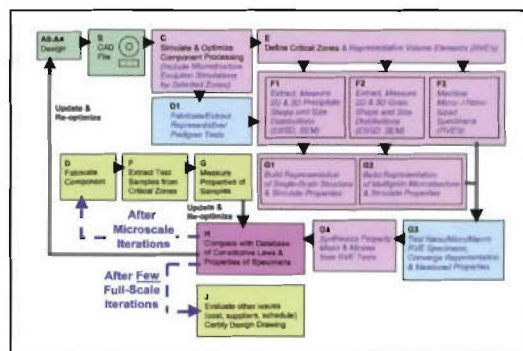 A0-A4
Design
B
CAD
File
C
Simulate & Optimize
Component Processing
(Include Microstructure
Evolution Simulations
for Selected Zones)
E
Define Critical Zones & Representative Volume Elements (RVE's)
D1
Fabricate/Extract
Representative/
Pedigree Tests
F1
Extract, Measure
2D & 3D Precipitate
Shape and Size
Distributions
(EBSD, SEM)
F2
Extract, Measure
2D & 3D Grain
Shape and Size
Distributions
(EBSD, SEM)
F3
Machine
Micro- / Nano-
Sized
Specimens
(RVE's)
Update &
Re-optimize
D
Fabricate
Component
F
Extract Test
Samples from
Critical Zones
G
Measure
Properties of
Samples
G1
Build Representation
of Single-Grain Structure
& Simulate Properties
G2
Build Representation
of Multigrain Microstructure
& Simulate Properties
Update &
Re-optimize
After
Microscale
Iterations
H
Compare with Database
of Constitutive Laws &
Properties of Specimens
G4
Synthesize Property
from RVE Tests
G3
Test Nano/Micro/Macro
RVE Specimens,
Converge Representation
& Measured Properties
After Few
Full-Scale
Iterations
J
Evaluate other issues
(cost, suppliers, schedule)
Certify Design Drawing